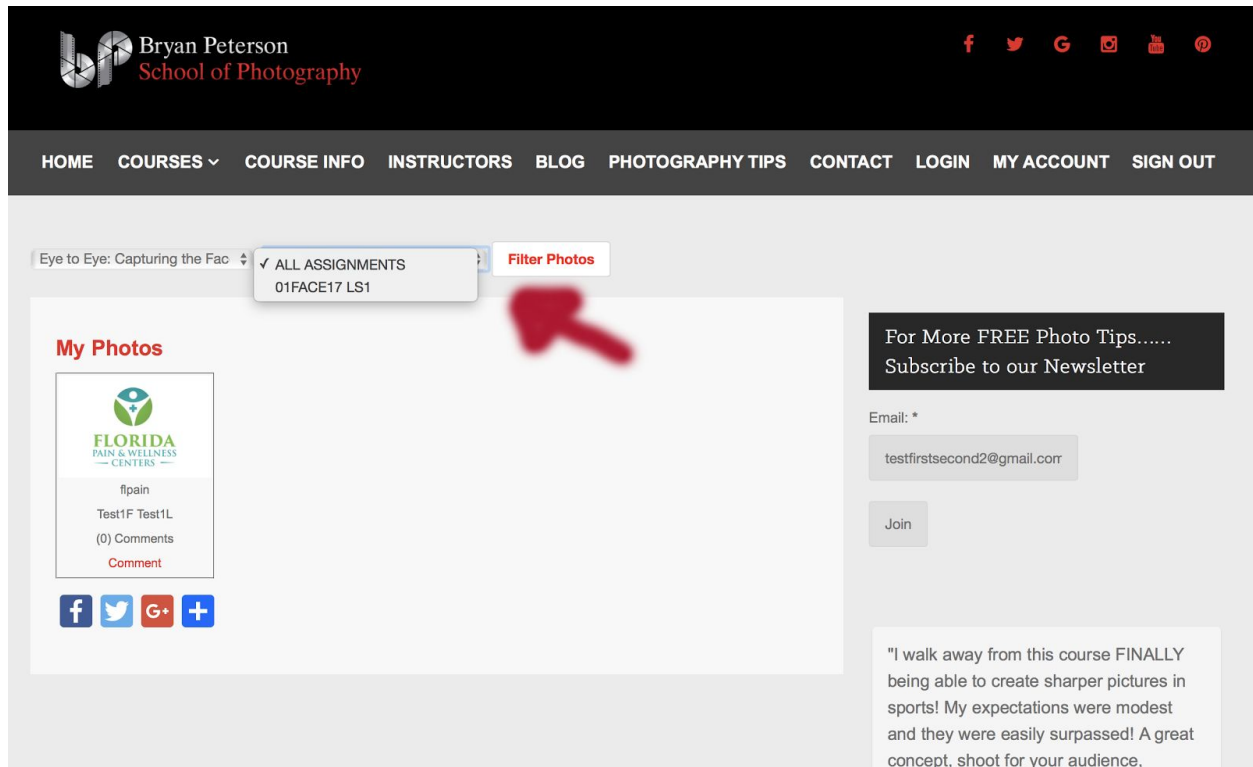 Bryan Peterson
School of Photography
HOME COURSES COURSE INFO INSTRUCTORS BLOG PHOTOGRAPHY TIPS CONTACT LOGIN MY ACCOUNT SIGN OUT
Eye to Eye: Capturing the Fac
✓ ALL ASSIGNMENTS
01FACE17 LS1
Filter Photos
My Photos
FLORIDA
PAIN & WELLNESS
CENTERS
flpain
Test1F Test1L
(0) Comments
Comment
For More FREE Photo Tips......
Subscribe to our Newsletter
Email: *
testfirstsecond2@gmail.com
Join
"I walk away from this course FINALLY
being able to create sharper pictures in
sports! My expectations were modest
and they were easily surpassed! A great
concept, shoot for your audience,